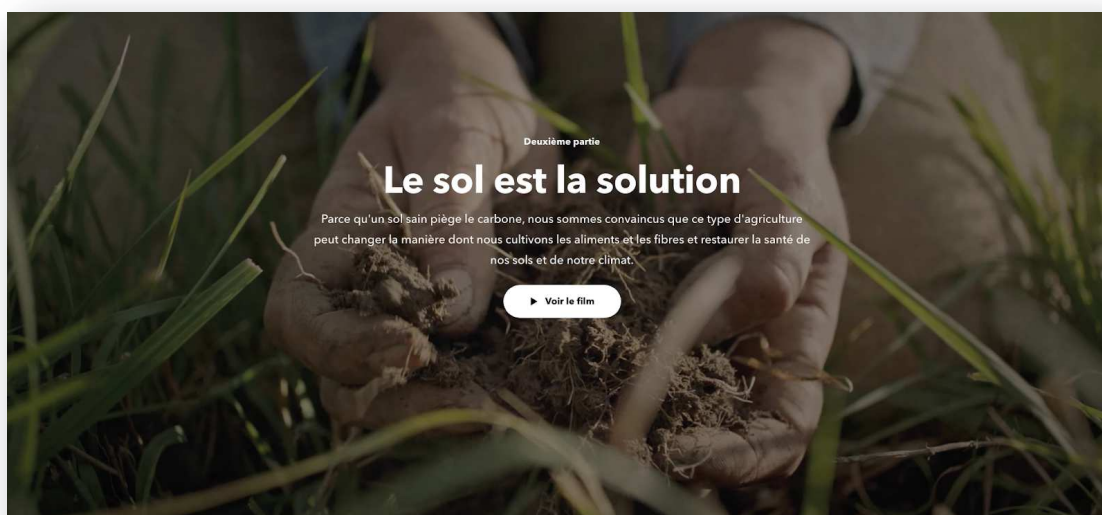 Deuxième partie
Le sol est la solution
Parce qu'un sol sain piège le carbone, nous sommes convaincus que ce type d'agriculture
peut changer la manière dont nous cultivons les aliments et les fibres et restaurer la santé de
nos sols et de notre climat.
Voir le film